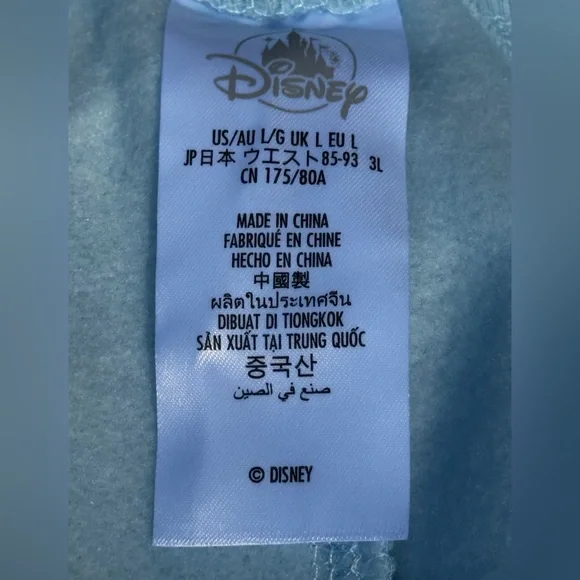 Disney
US/AU L/G UK L EU L
JP日本 ウエスト85-93 3L
CN 175/80A
MADE IN CHINA
FABRIQUÉ EN CHINE
HECHO EN CHINA
中國製
ผลิตในประเทศจีน
DIBUAT DI TIONGKOK
SẢN XUẤT TẠI TRUNG QUỐC
중국산
صنع في الصين
© DISNEY